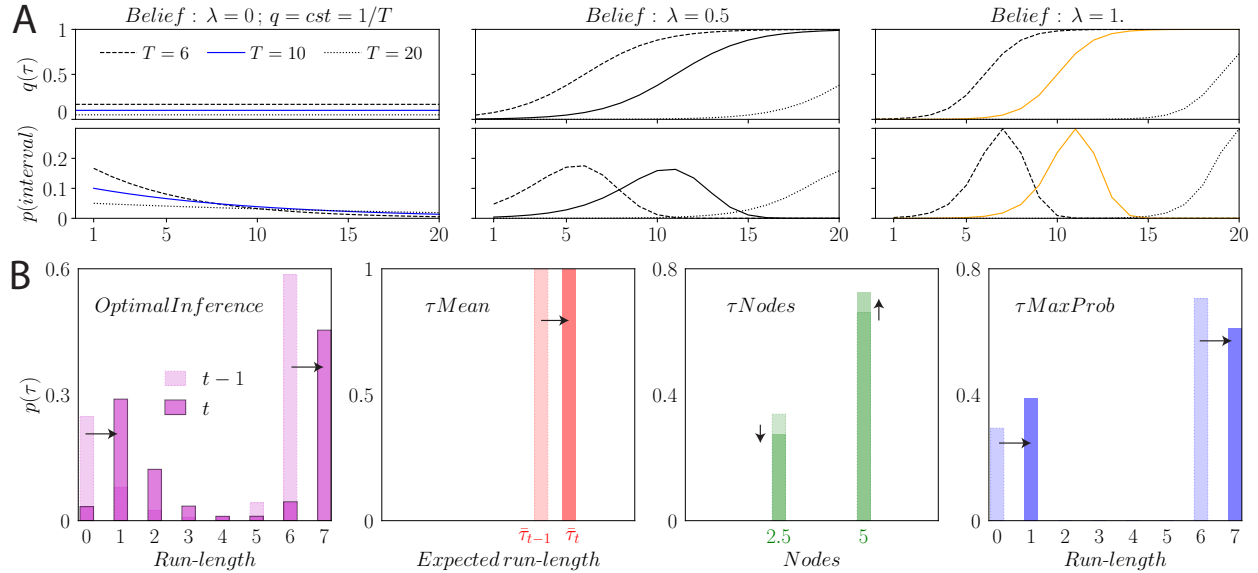 A
Belief : λ = 0 ; q = cst = 1/T
Belief : λ = 0.5
Belief : λ = 1.
q(τ)
1
0.5
0
T = 6
T = 10
T = 20
p(interval)
0.2
0.1
0
1 5 10 15 20
1 5 10 15 20
1 5 10 15 20
B
p(τ)
0.6
0.3
0
OptimalInference
t − 1
t
0 1 2 3 4 5 6 7
Run-length
1
0.5
0
τMean
τ̄t−1 τ̄t
Expected run-length
0.8
0.4
0
τNodes
2.5 5
Nodes
0.8
0.4
0
τMaxProb
0 1 2 3 4 5 6 7
Run-length